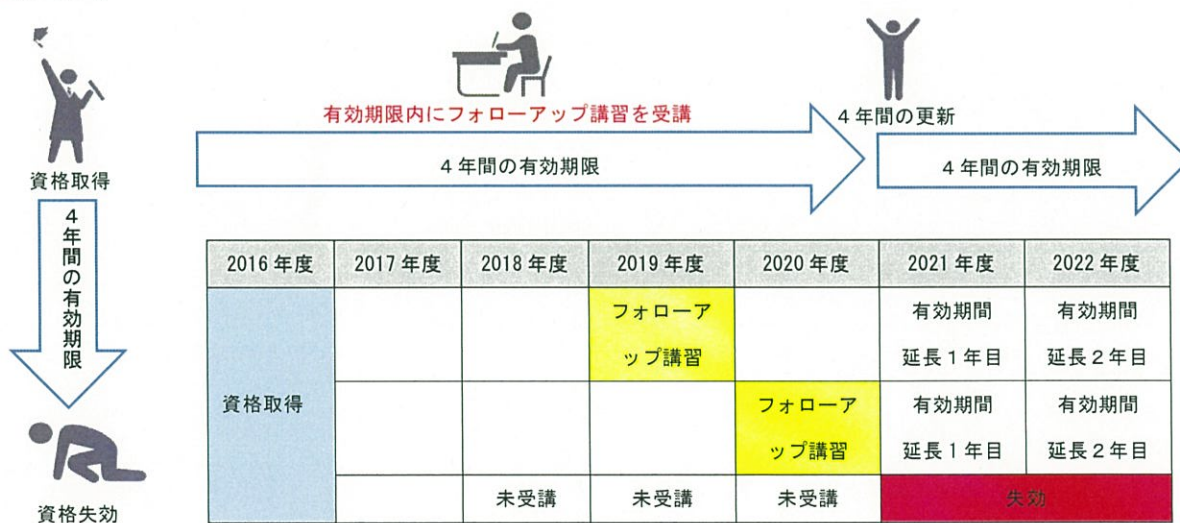 有効期限内にフォローアップ講習を受講
4年間の更新
4年間の有効期限
4年間の有効期限
資格取得
4年間の有効期限
資格失効
2016年度 2017年度 2018年度 2019年度 2020年度 2021年度 2022年度
資格取得
フォローア
ップ講習
有効期間
延長1年目
有効期間
延長2年目
フォローア
ップ講習
有効期間
延長1年目
有効期間
延長2年目
未受講 未受講 未受講 失効